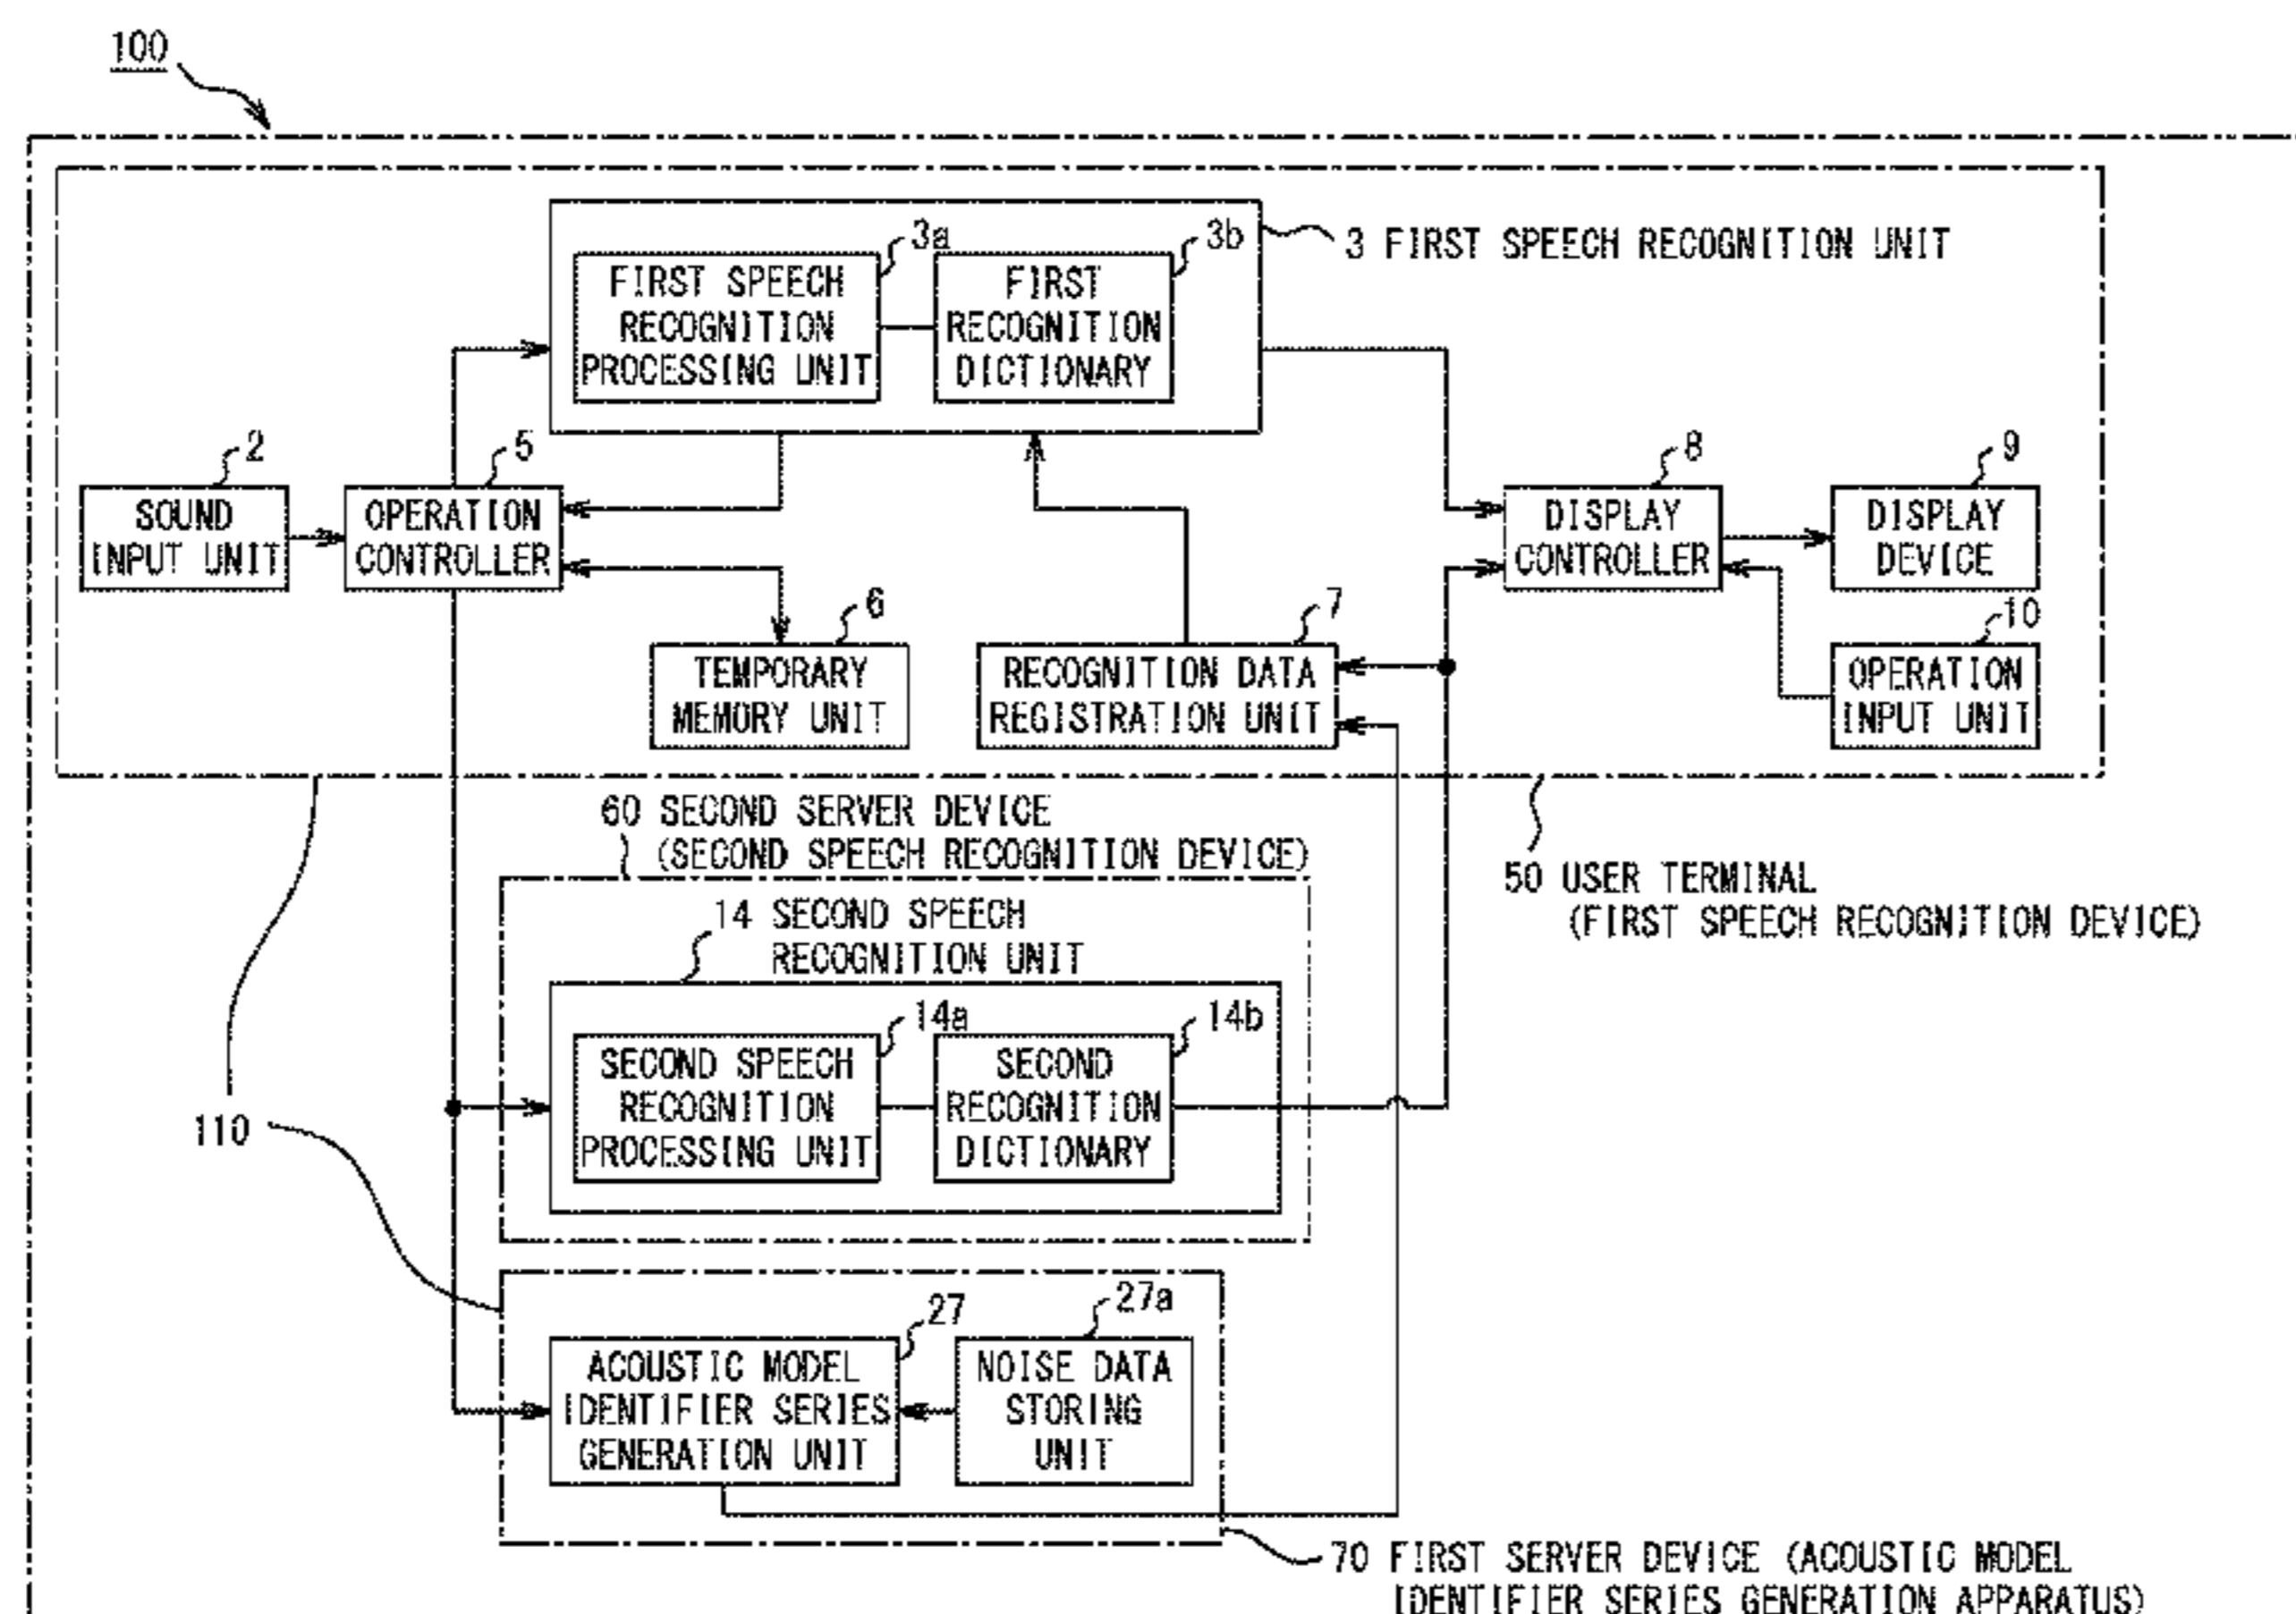 100
3a
3b
3 FIRST SPEECH RECOGNITION UNIT
FIRST SPEECH
RECOGNITION
PROCESSING UNIT
FIRST
RECOGNITION
DICTIONARY
2
5
8
9
SOUND
INPUT UNIT
OPERATION
CONTROLLER
DISPLAY
CONTROLLER
DISPLAY
DEVICE
6
7
10
TEMPORARY
MEMORY UNIT
RECOGNITION DATA
REGISTRATION UNIT
OPERATION
INPUT UNIT
60 SECOND SERVER DEVICE
(SECOND SPEECH RECOGNITION DEVICE)
50 USER TERMINAL
(FIRST SPEECH RECOGNITION DEVICE)
14 SECOND SPEECH
RECOGNITION UNIT
14a
14b
SECOND SPEECH
RECOGNITION
PROCESSING UNIT
SECOND
RECOGNITION
DICTIONARY
110
27
27a
ACOUSTIC MODEL
IDENTIFIER SERIES
GENERATION UNIT
NOISE DATA
STORING
UNIT
70 FIRST SERVER DEVICE (ACOUSTIC MODEL
IDENTIFIER SERIES GENERATION APPARATUS)